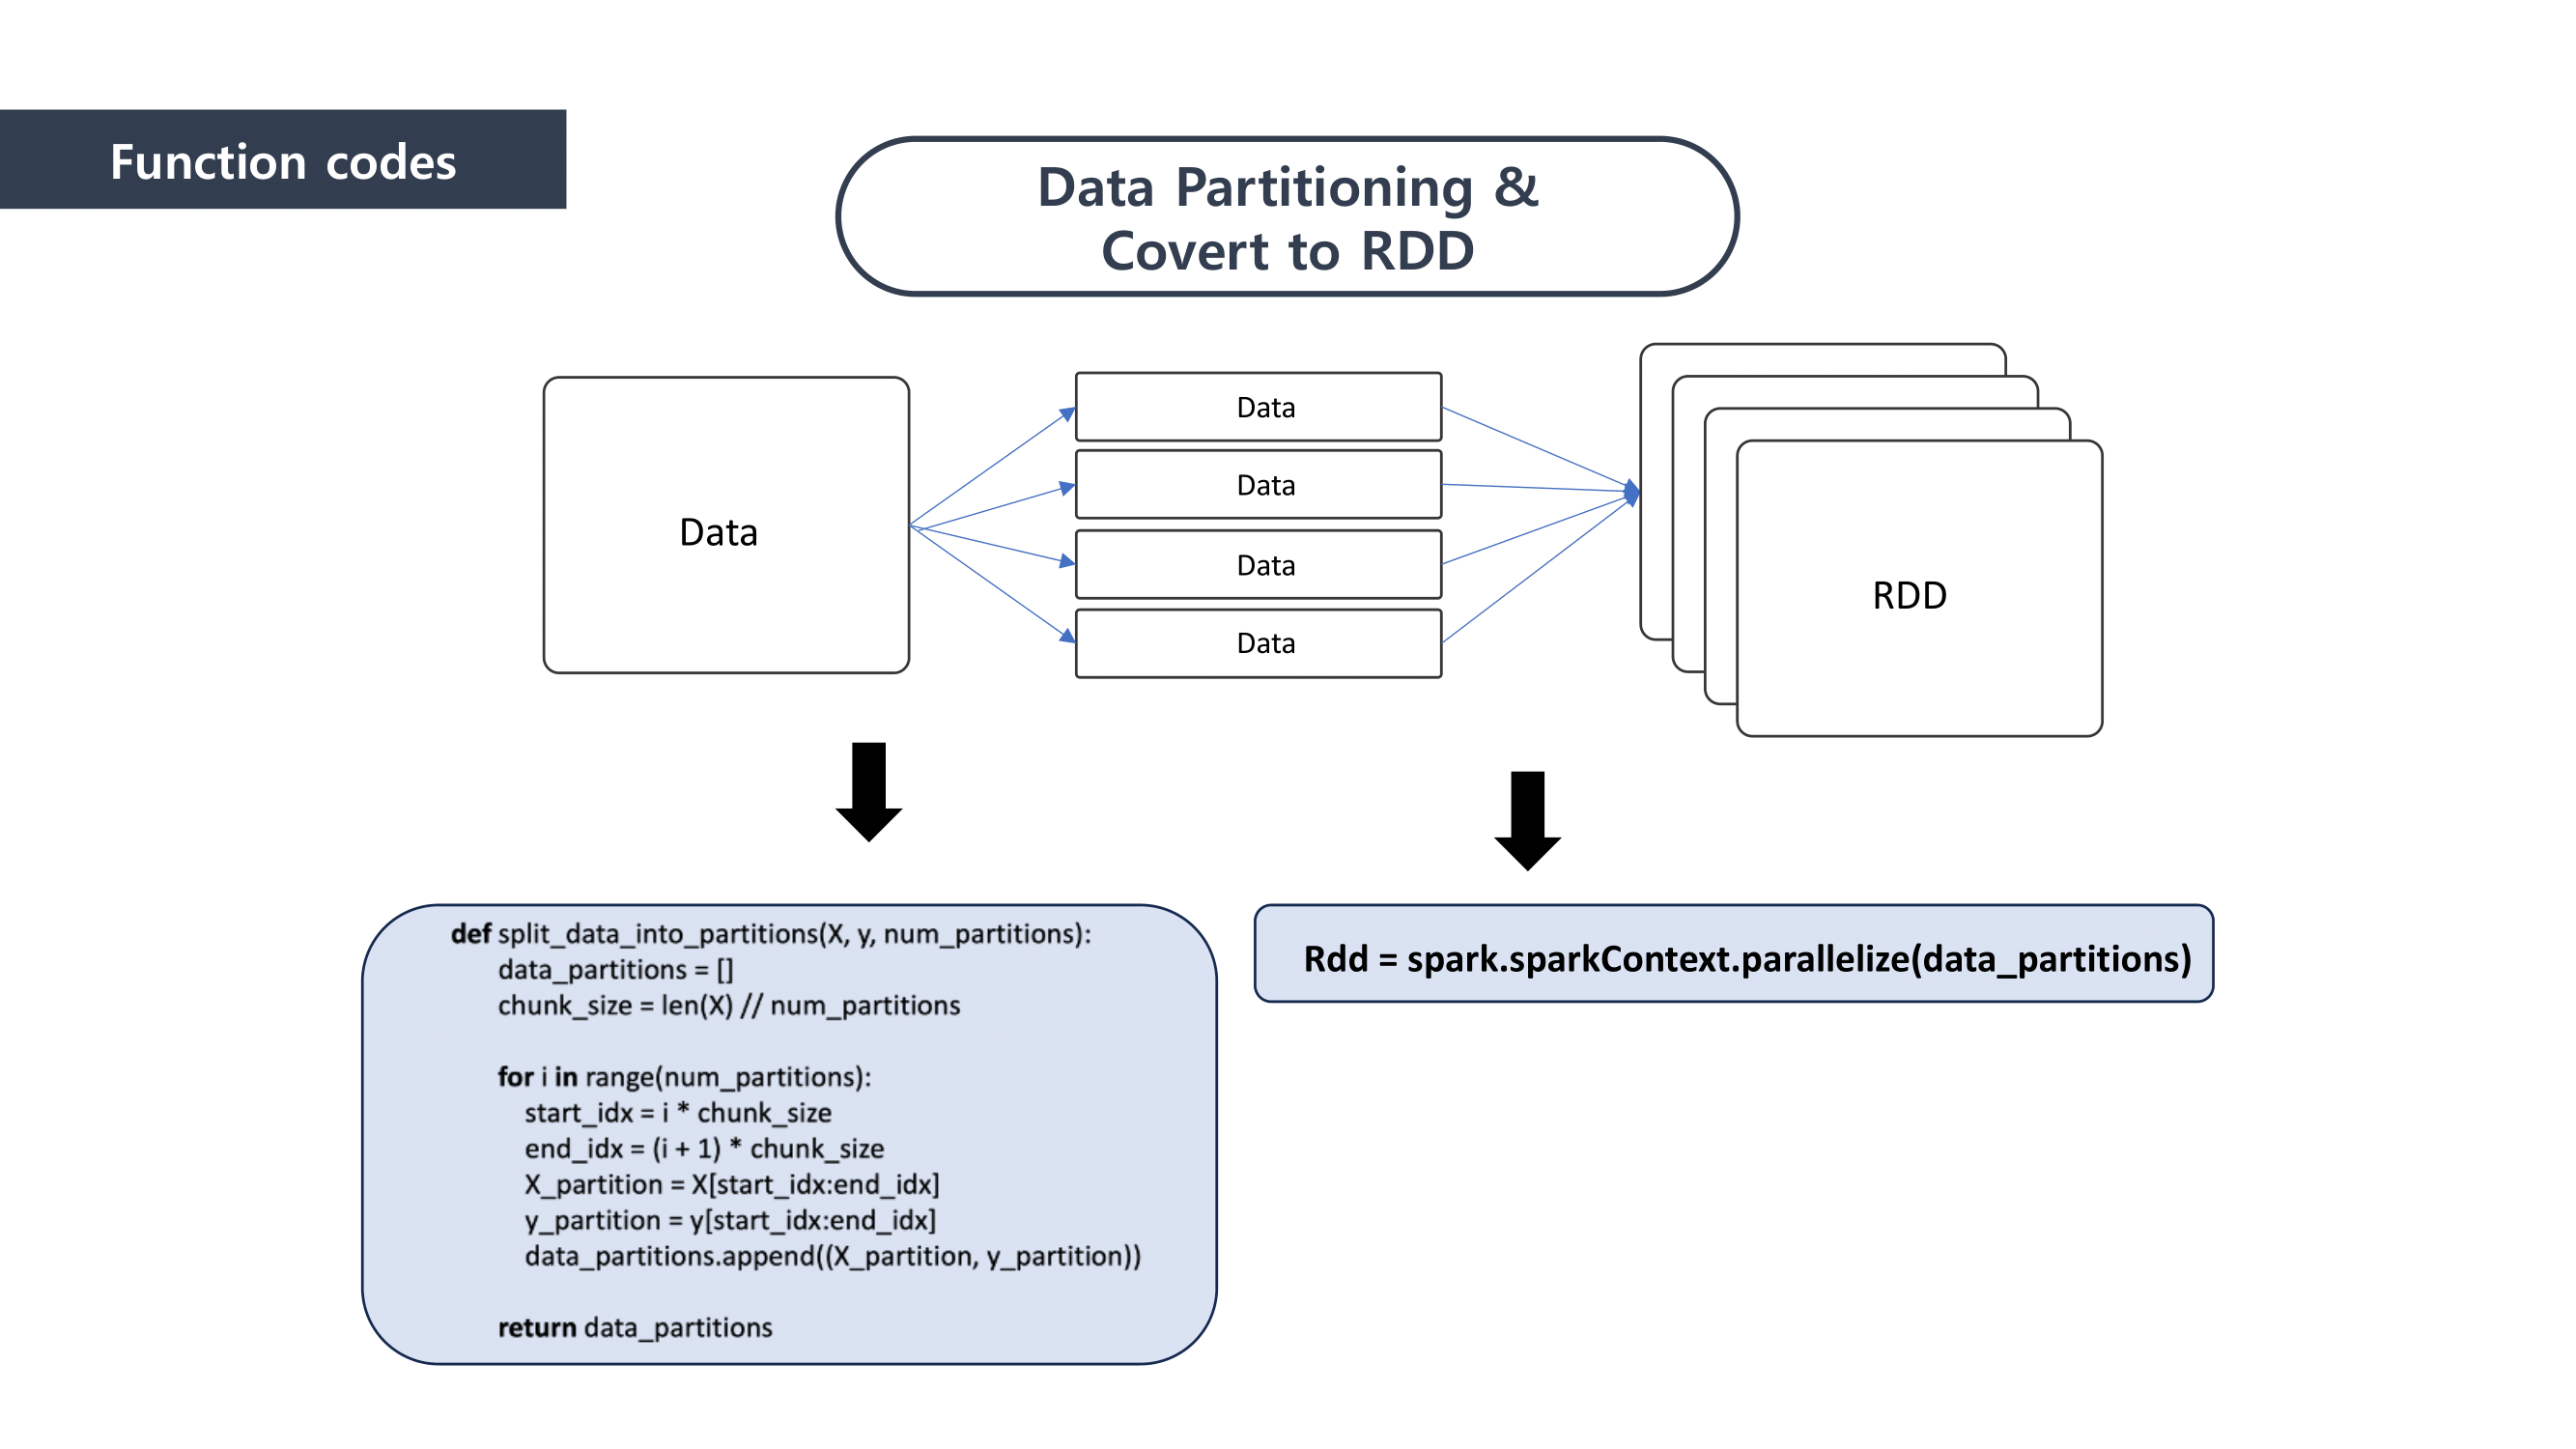 Function codes
Data Partitioning &
Covert to RDD
Data
Data
Data
Data
Data
RDD
def split_data_into_partitions(X, y, num_partitions):
data_partitions = []
chunk_size = len(X) // num_partitions
for i in range(num_partitions):
start_idx = i * chunk_size
end_idx = (i + 1) * chunk_size
X_partition = X[start_idx:end_idx]
y_partition = y[start_idx:end_idx]
data_partitions.append((X_partition, y_partition))
return data_partitions
Rdd = spark.sparkContext.parallelize(data_partitions)